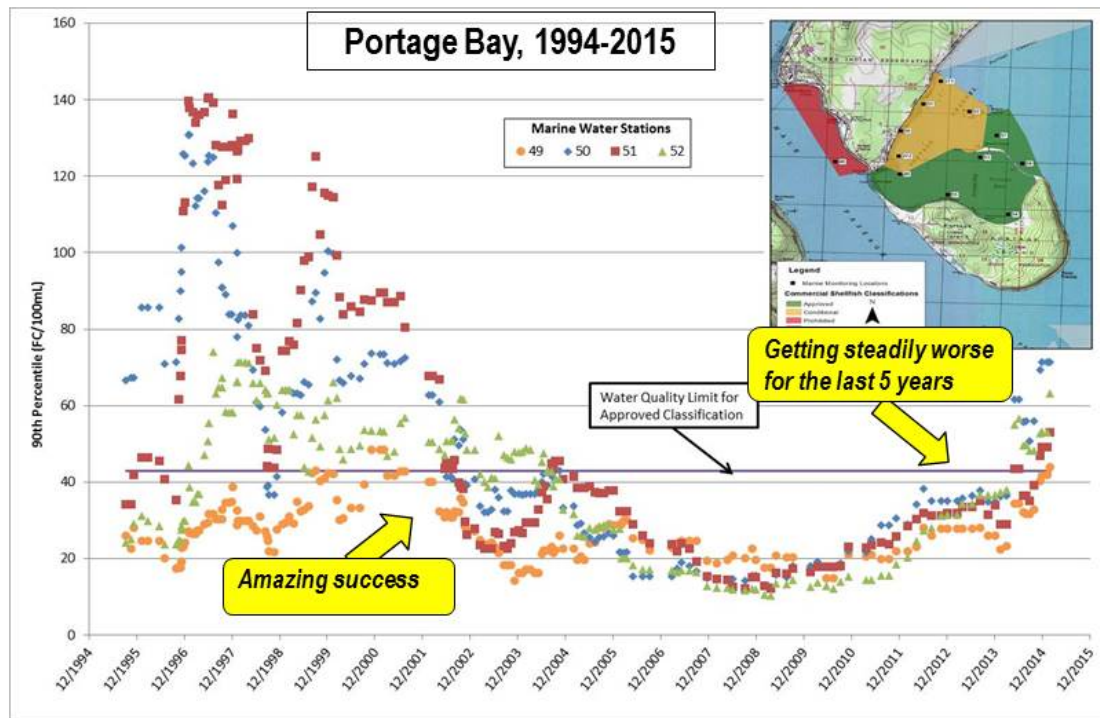 Portage Bay, 1994-2015
160
140
120
100
80
60
40
20
0
90th Percentile (FC/100mL)
Marine Water Stations
49 50 51 52
Legend
Marine Monitoring Locations
Commercial Shellfish Classifications
Approved
Conditional
Prohibited
N
Getting steadily worse
for the last 5 years
Water Quality Limit for
Approved Classification
Amazing success
12/1994
12/1995
12/1996
12/1997
12/1998
12/1999
12/2000
12/2001
12/2002
12/2003
12/2004
12/2005
12/2006
12/2007
12/2008
12/2009
12/2010
12/2011
12/2012
12/2013
12/2014
12/2015